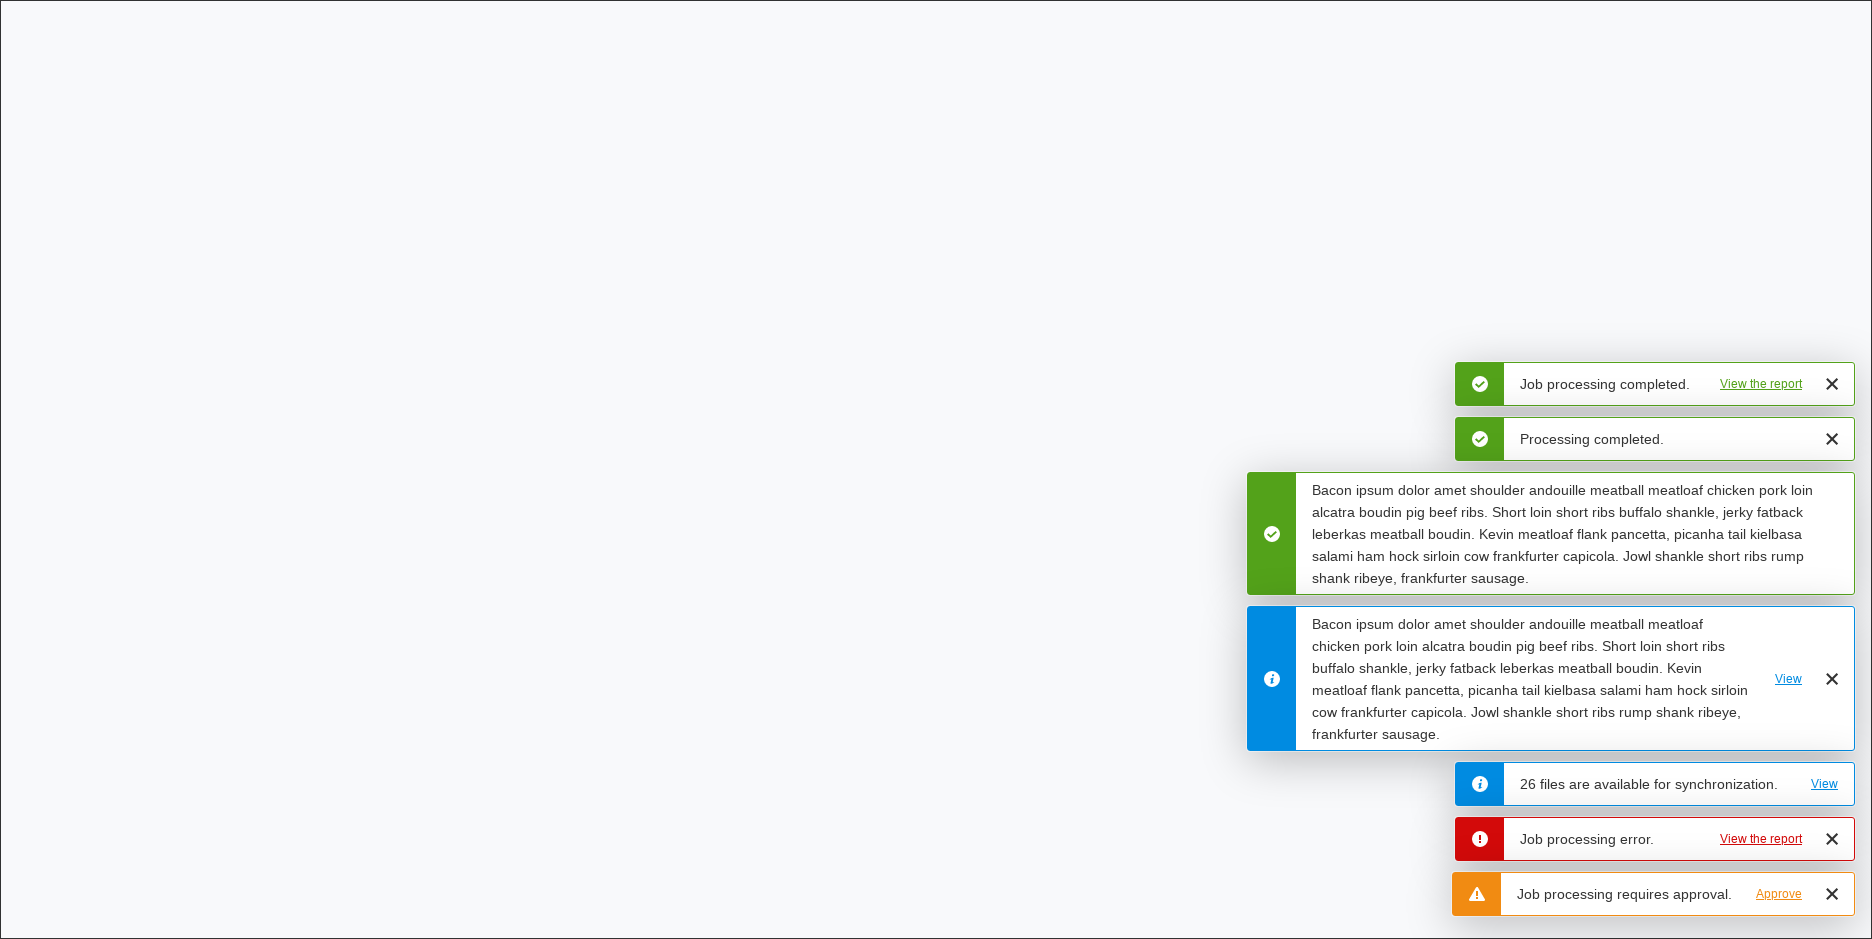 Job processing completed. View the report
Processing completed.
Bacon ipsum dolor amet shoulder andouille meatball meatloaf chicken pork loin
alcatra boudin pig beef ribs. Short loin short ribs buffalo shankle, jerky fatback
leberkas meatball boudin. Kevin meatloaf flank pancetta, picanha tail kielbasa
salami ham hock sirloin cow frankfurter capicola. Jowl shankle short ribs rump
shank ribeye, frankfurter sausage.
Bacon ipsum dolor amet shoulder andouille meatball meatloaf
chicken pork loin alcatra boudin pig beef ribs. Short loin short ribs
buffalo shankle, jerky fatback leberkas meatball boudin. Kevin
meatloaf flank pancetta, picanha tail kielbasa salami ham hock sirloin
cow frankfurter capicola. Jowl shankle short ribs rump shank ribeye,
frankfurter sausage.
View
26 files are available for synchronization. View
Job processing error. View the report
Job processing requires approval. Approve